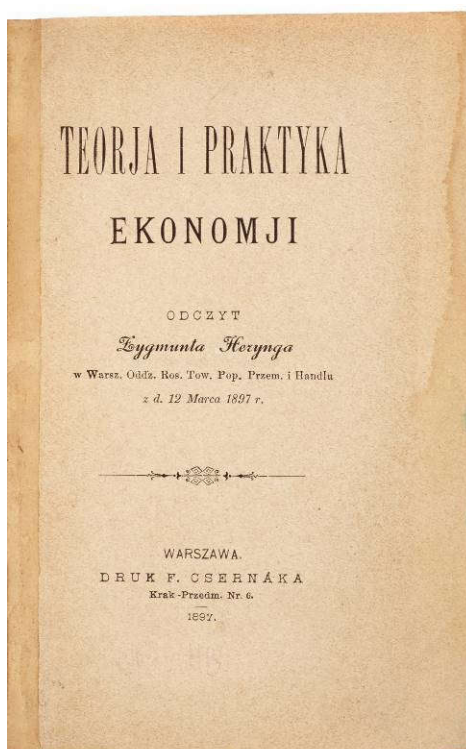 TEORJA I PRAKTYKA
EKONOMJI
ODCZYT
Zygmunta Herynga
w Warsz. Oddz. Ros. Tow. Pop. Przem. i Handlu
z d. 12 Marca 1897 r.
WARSZAWA.
DRUK F. CSERNÁKA
Krak-Przedm. Nr. 6.
1897.